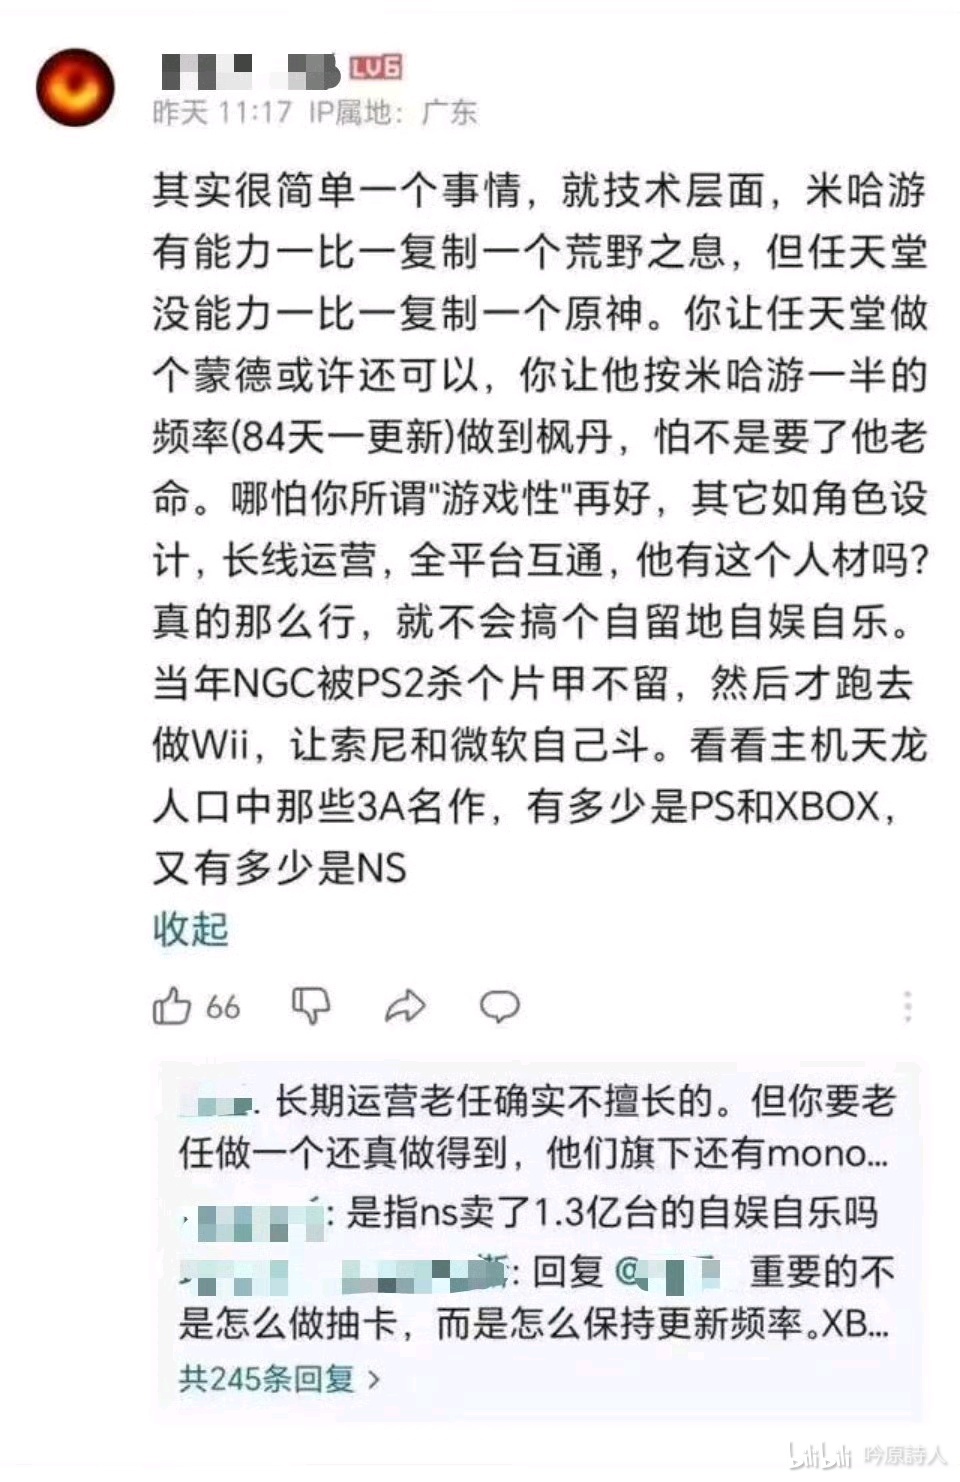 LV6
昨天 11:17 IP属地：广东
其实很简单一个事情，就技术层面，米哈游
有能力一比一复制一个荒野之息，但任天堂
没能力一比一复制一个原神。你让任天堂做
个蒙德或许还可以，你让他按米哈游一半的
频率(84天一更新)做到枫丹，怕不是要了他老
命。哪怕你所谓"游戏性"再好，其它如角色设
计，长线运营，全平台互通，他有这个人材吗？
真的那么行，就不会搞个自留地自娱自乐。
当年NGC被PS2杀个片甲不留，然后才跑去
做Wii，让索尼和微软自己斗。看看主机天龙
人口中那些3A名作，有多少是PS和XBOX，
又有多少是NS
收起
66
长期运营老任确实不擅长的。但你要老
任做一个还真做得到，他们旗下还有mono...
: 是指ns卖了1.3亿台的自娱自乐吗
: 回复 @ 重要的不
是怎么做抽卡，而是怎么保持更新频率。XB...
共245条回复 >
bilibili 吟原詩人